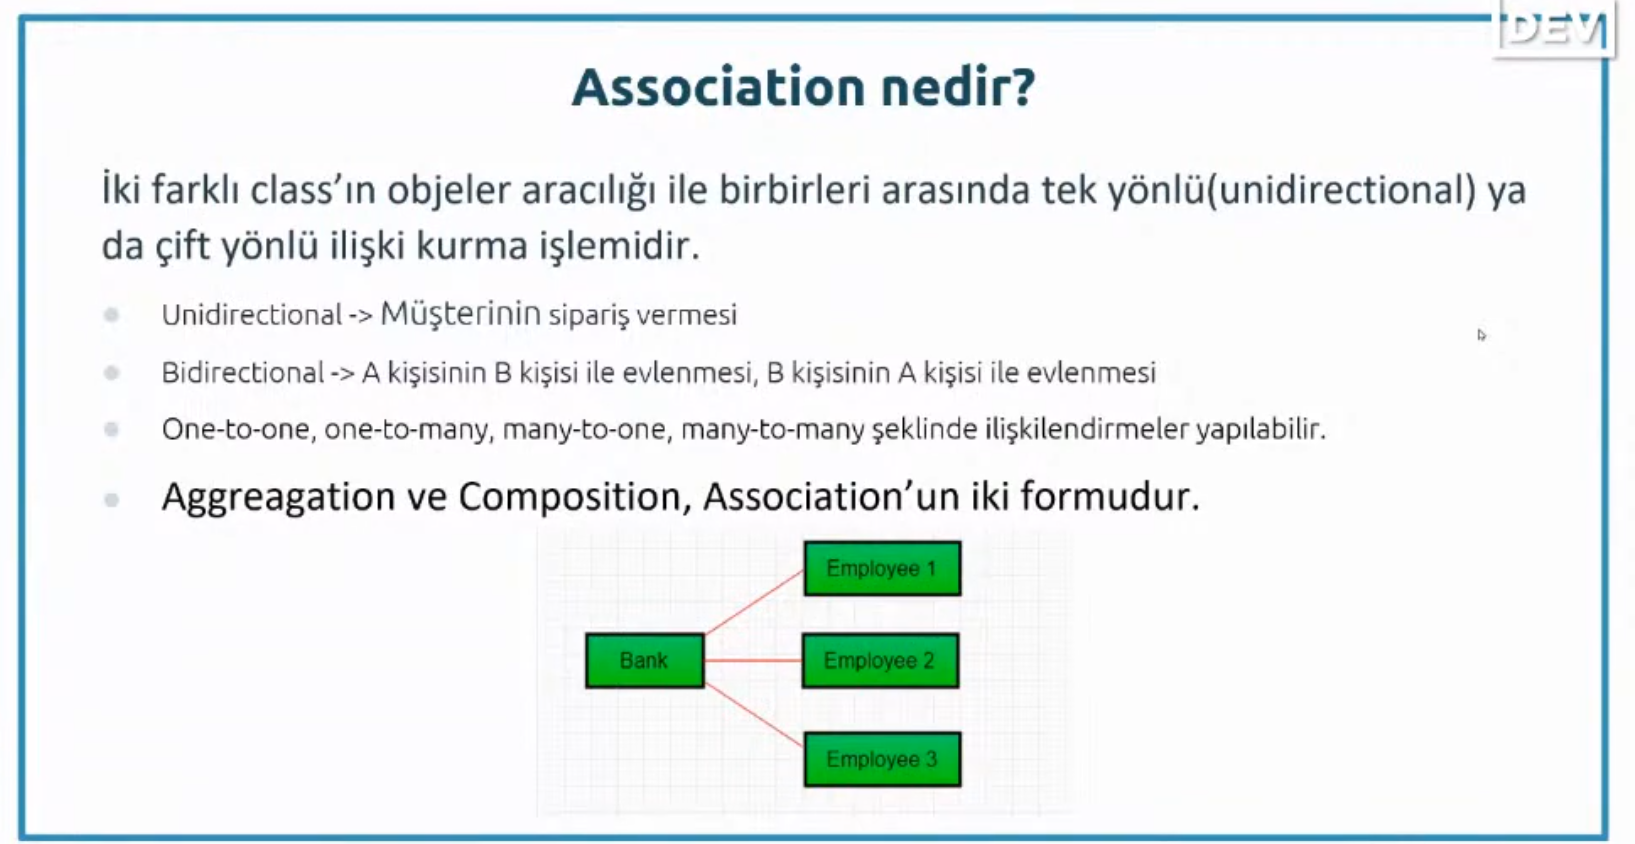 DEV
Association nedir?
İki farklı class’ın objeler aracılığı ile birbirleri arasında tek yönlü(unidirectional) ya
da çift yönlü ilişki kurma işlemidir.
Unidirectional -> Müşterinin sipariş vermesi
Bidirectional -> A kişisinin B kişisi ile evlenmesi, B kişisinin A kişisi ile evlenmesi
One-to-one, one-to-many, many-to-one, many-to-many şeklinde ilişkilendirmeler yapılabilir.
Aggreagation ve Composition, Association’un iki formudur.
Employee 1
Bank
Employee 2
Employee 3